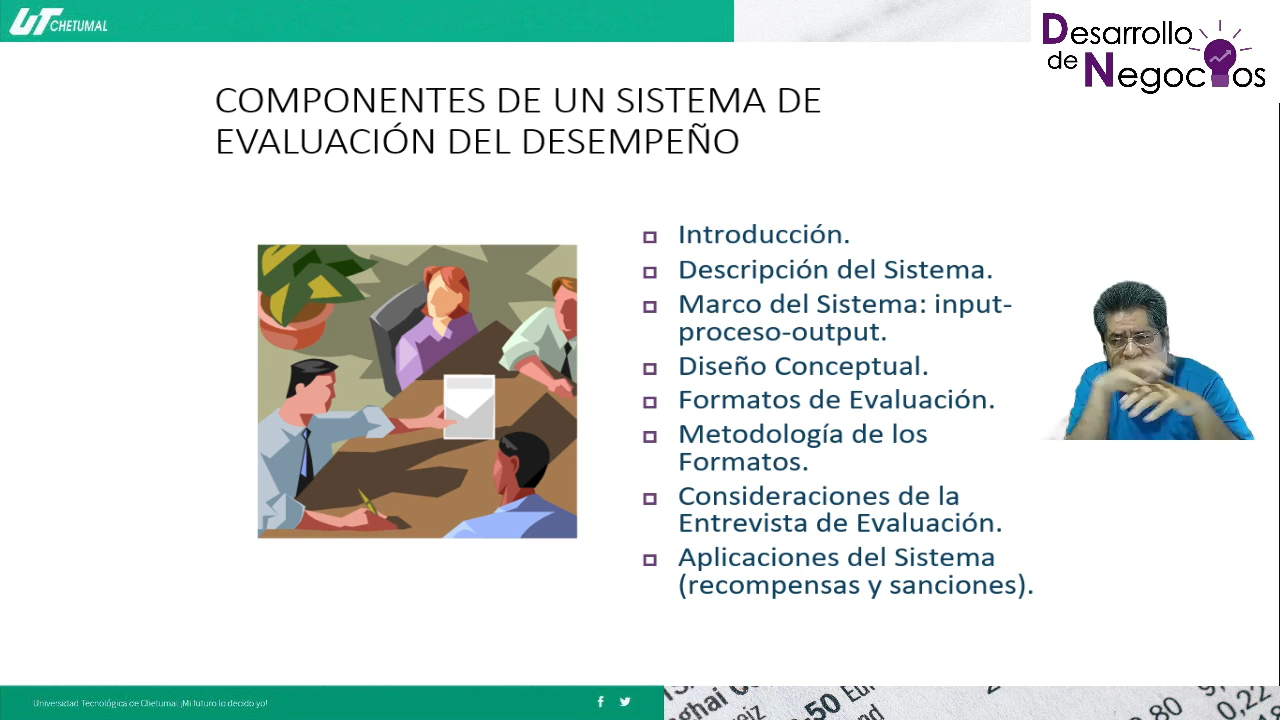 UT CHETUMAL
Desarrollo
de Negocios
COMPONENTES DE UN SISTEMA DE
EVALUACIÓN DEL DESEMPEÑO
Introducción.
Descripción del Sistema.
Marco del Sistema: input-
proceso-output.
Diseño Conceptual.
Formatos de Evaluación.
Metodología de los
Formatos.
Consideraciones de la
Entrevista de Evaluación.
Aplicaciones del Sistema
(recompensas y sanciones).
Universidad Tecnológica de Chetumal ¡Mi futuro lo decido yo!